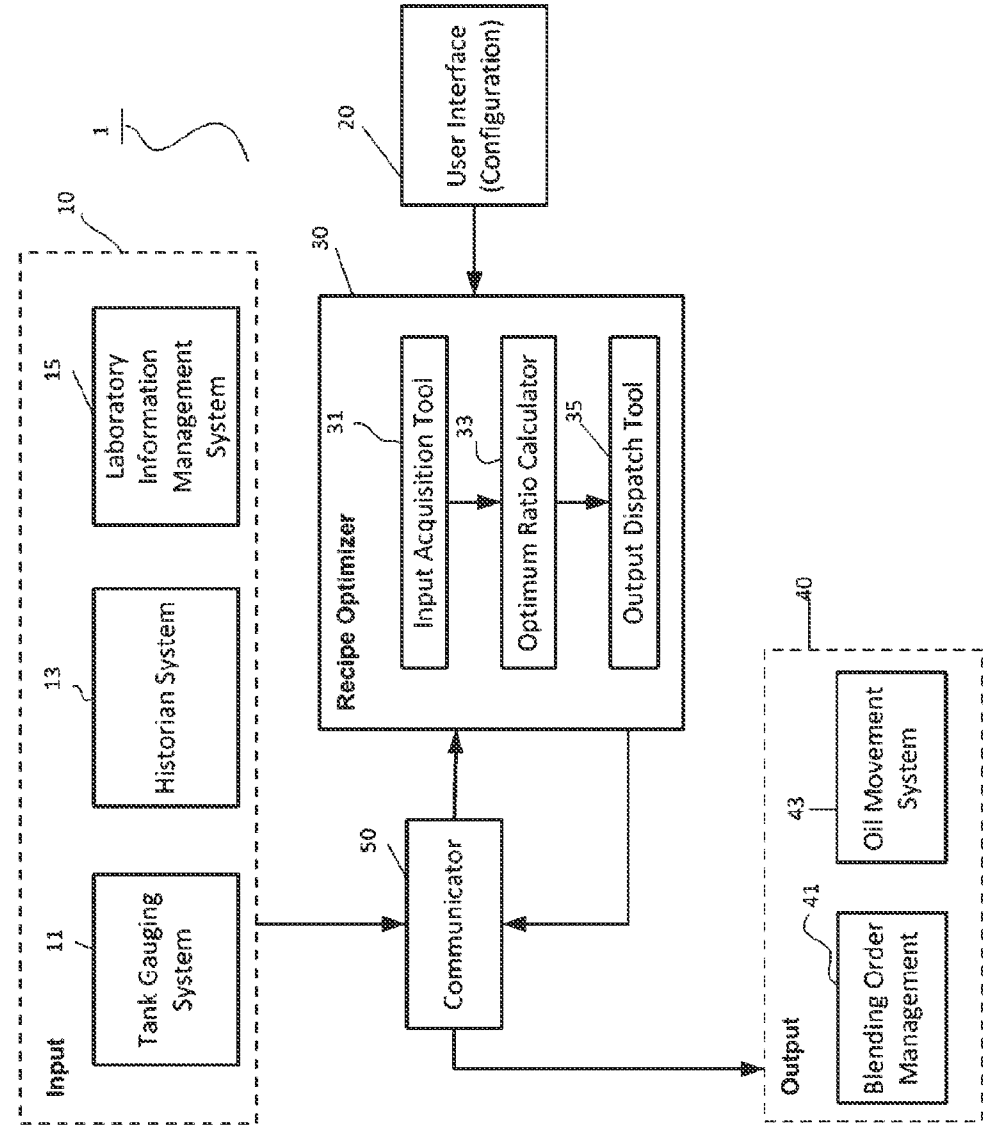 1
10
Input
11
Tank Gauging
System
13
Historian System
15
Laboratory
Information
Management
System
50
Communicator
30
Recipe Optimizer
31
Input Acquisition Tool
33
Optimum Ratio Calculator
35
Output Dispatch Tool
20
User Interface
(Configuration)
40
Output
41
Blending Order
Management
43
Oil Movement
System